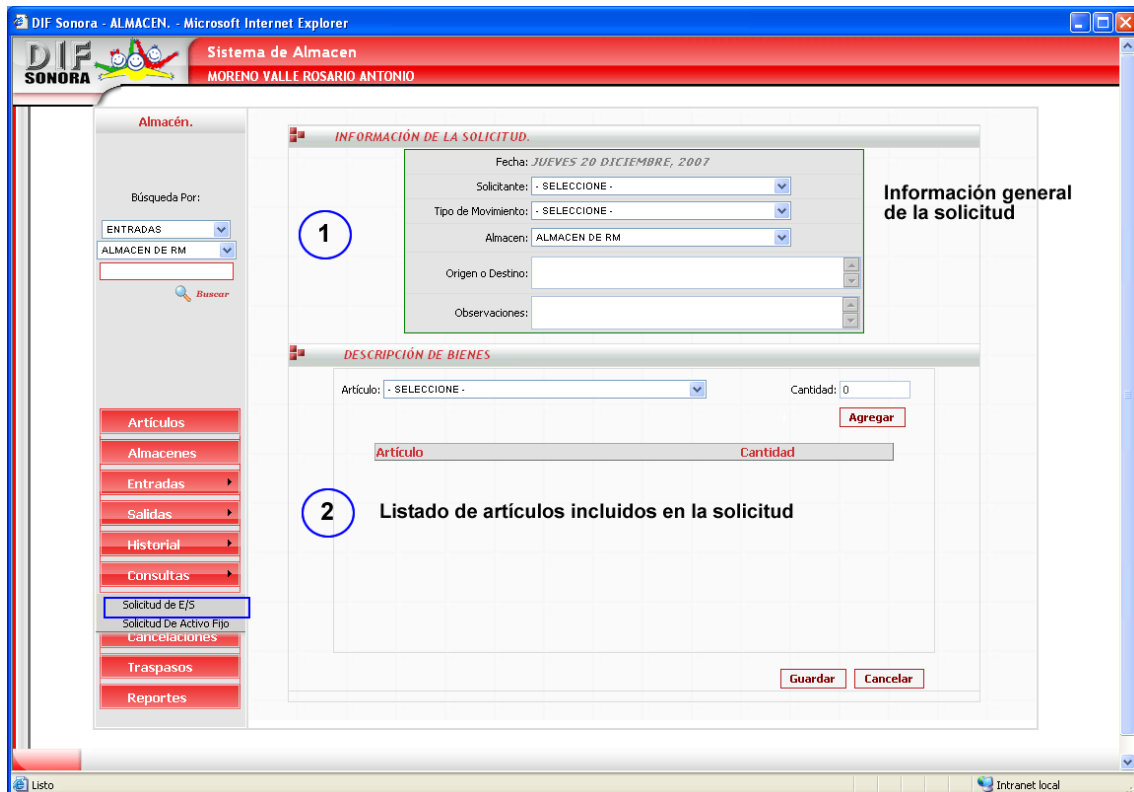 DIF Sonora - ALMACEN. - Microsoft Internet Explorer
DIF
SONORA
Sistema de Almacen
MORENO VALLE ROSARIO ANTONIO
Almacén.
Búsqueda Por:
ENTRADAS
ALMACEN DE RM
Buscar
Artículos
Almacenes
Entradas
Salidas
Historial
Consultas
Solicitud de E/S
Solicitud De Activo Fijo
Cancelaciones
Traspasos
Reportes
INFORMACIÓN DE LA SOLICITUD.
Fecha: JUEVES 20 DICIEMBRE, 2007
Solicitante: - SELECCIONE -
Tipo de Movimiento: - SELECCIONE -
Almacen: ALMACEN DE RM
Origen o Destino:
Observaciones:
1
Información general
de la solicitud
DESCRIPCIÓN DE BIENES
Artículo: - SELECCIONE - Cantidad: 0
Agregar
Artículo Cantidad
2 Listado de artículos incluidos en la solicitud
Guardar Cancelar
Listo Intranet local